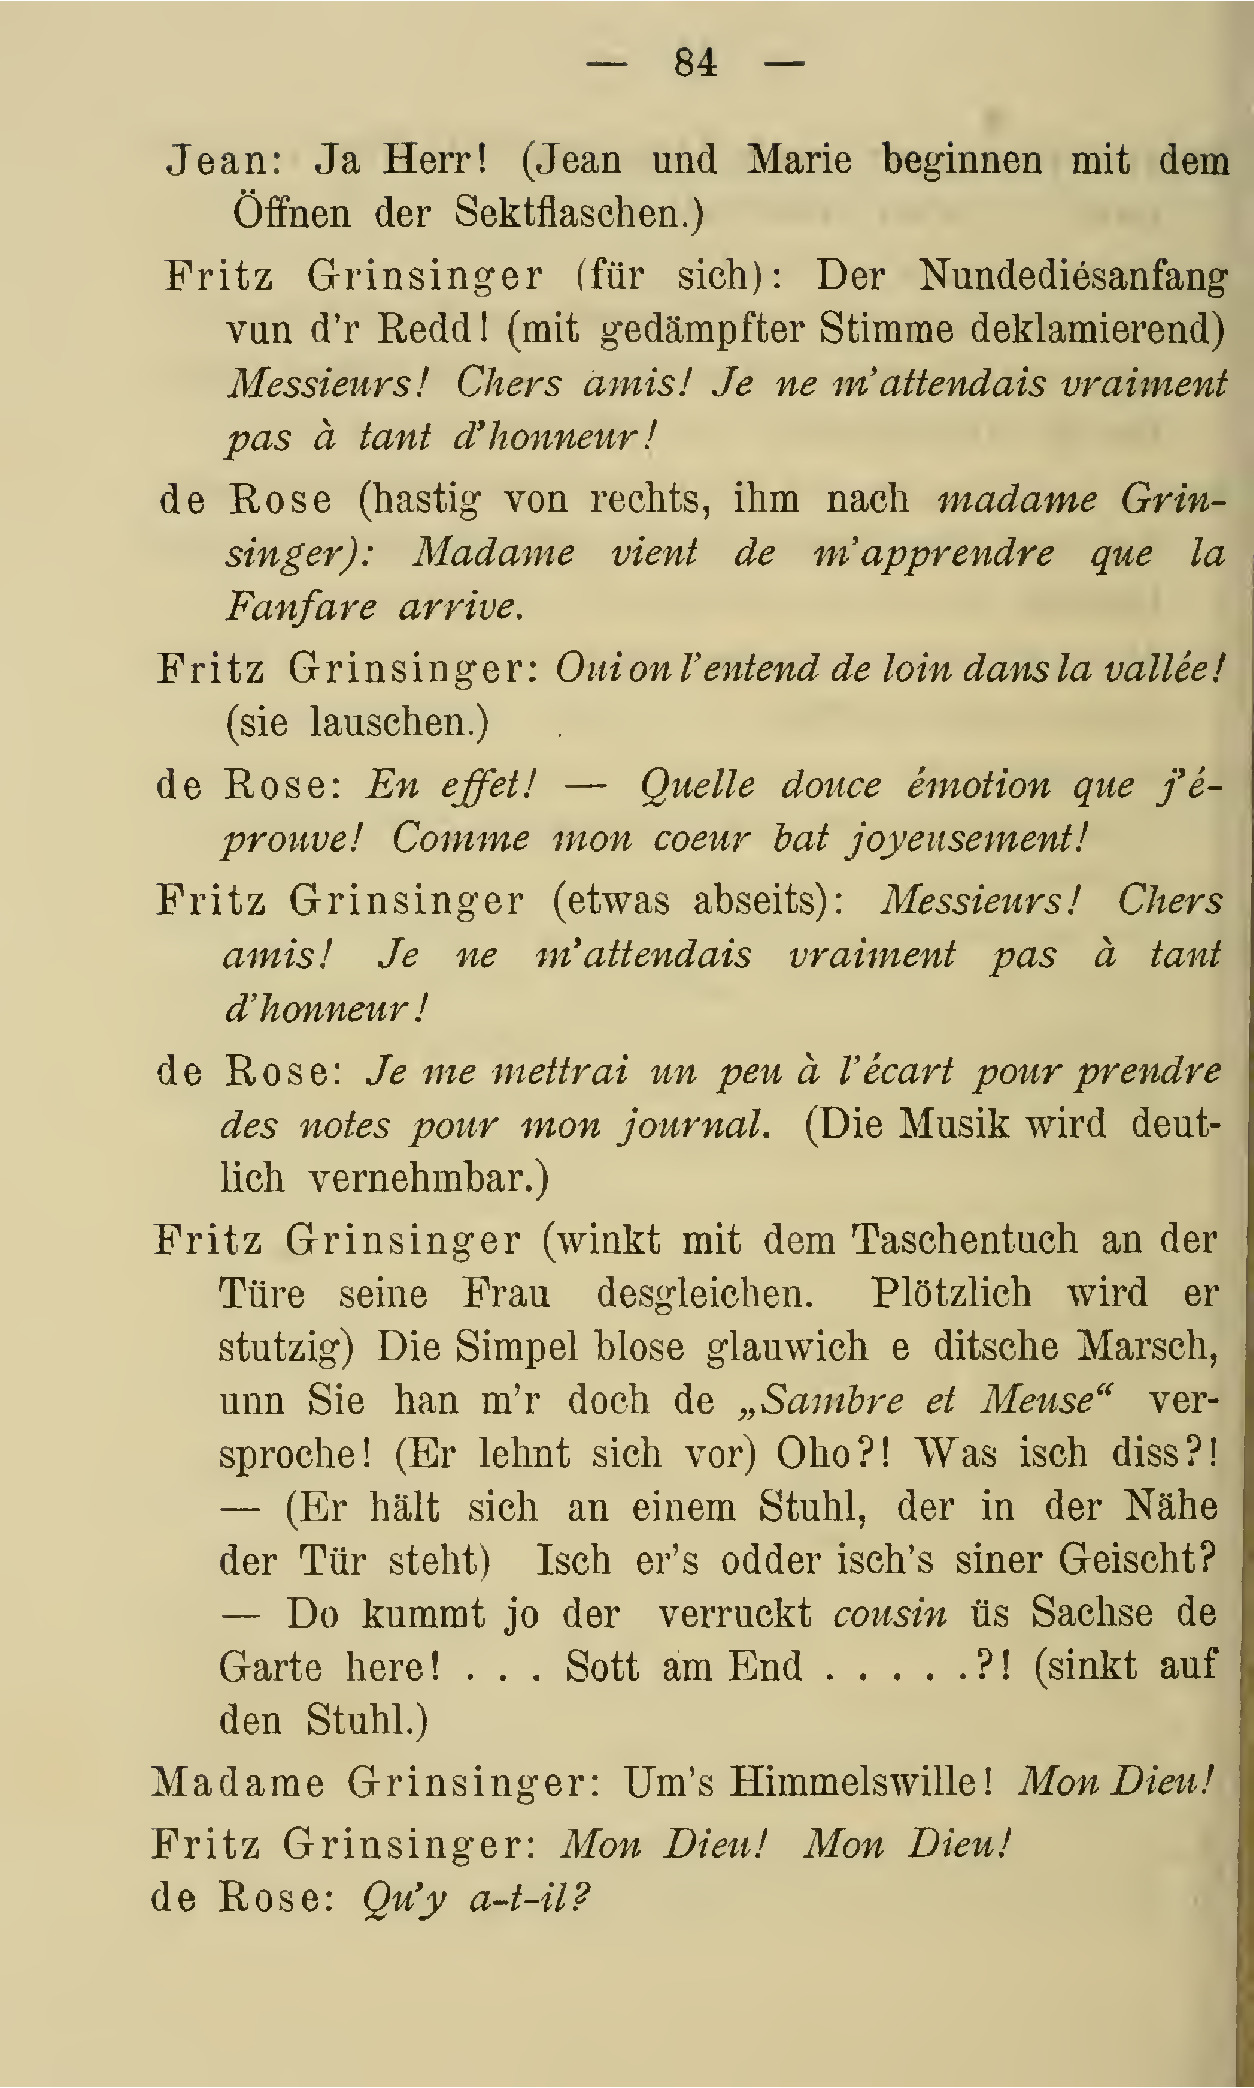 — 84 —
Jean: Ja Herr! (Jean und Marie beginnen mit dem
Öffnen der Sektflaschen.)
Fritz Grinsinger (für sich): Der Nundediésanfang
vun d'r Redd! (mit gedämpfter Stimme deklamierend)
Messieurs! Chers amis! Je ne m'attendais vraiment
pas à tant d'honneur!
de Rose (hastig von rechts, ihm nach madame Grin-
singer): Madame vient de m'apprendre que la
Fanfare arrive.
Fritz Grinsinger: Oui on l'entend de loin dans la vallée!
(sie lauschen.)
de Rose: En effet! — Quelle douce émotion que j'é-
prouve! Comme mon coeur bat joyeusement!
Fritz Grinsinger (etwas abseits): Messieurs! Chers
amis! Je ne m'attendais vraiment pas à tant
d'honneur!
de Rose: Je me mettrai un peu à l'écart pour prendre
des notes pour mon journal. (Die Musik wird deut-
lich vernehmbar.)
Fritz Grinsinger (winkt mit dem Taschentuch an der
Türe seine Frau desgleichen. Plötzlich wird er
stutzig) Die Simpel blose glauwich e ditsche Marsch,
unn Sie han m'r doch de „Sambre et Meuse“ ver-
sproche! (Er lehnt sich vor) Oho?! Was isch diss?!
— (Er hält sich an einem Stuhl, der in der Nähe
der Tür steht) Isch er's odder isch's siner Geischt?
— Do kummt jo der verruckt cousin üs Sachse de
Garte here! . . . Sott am End . . . . .?! (sinkt auf
den Stuhl.)
Madame Grinsinger: Um's Himmelswille! Mon Dieu!
Fritz Grinsinger: Mon Dieu! Mon Dieu!
de Rose: Qu'y a-t-il?